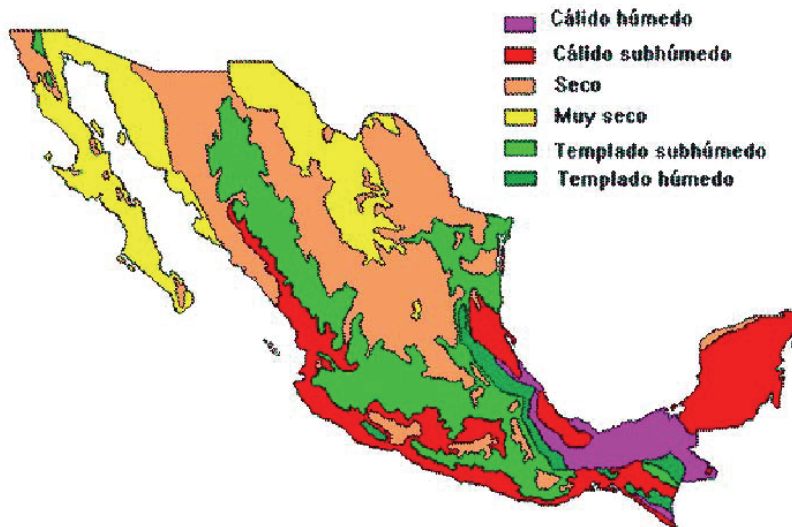 Cálido húmedo
Cálido subhúmedo
Seco
Muy seco
Templado subhúmedo
Templado húmedo